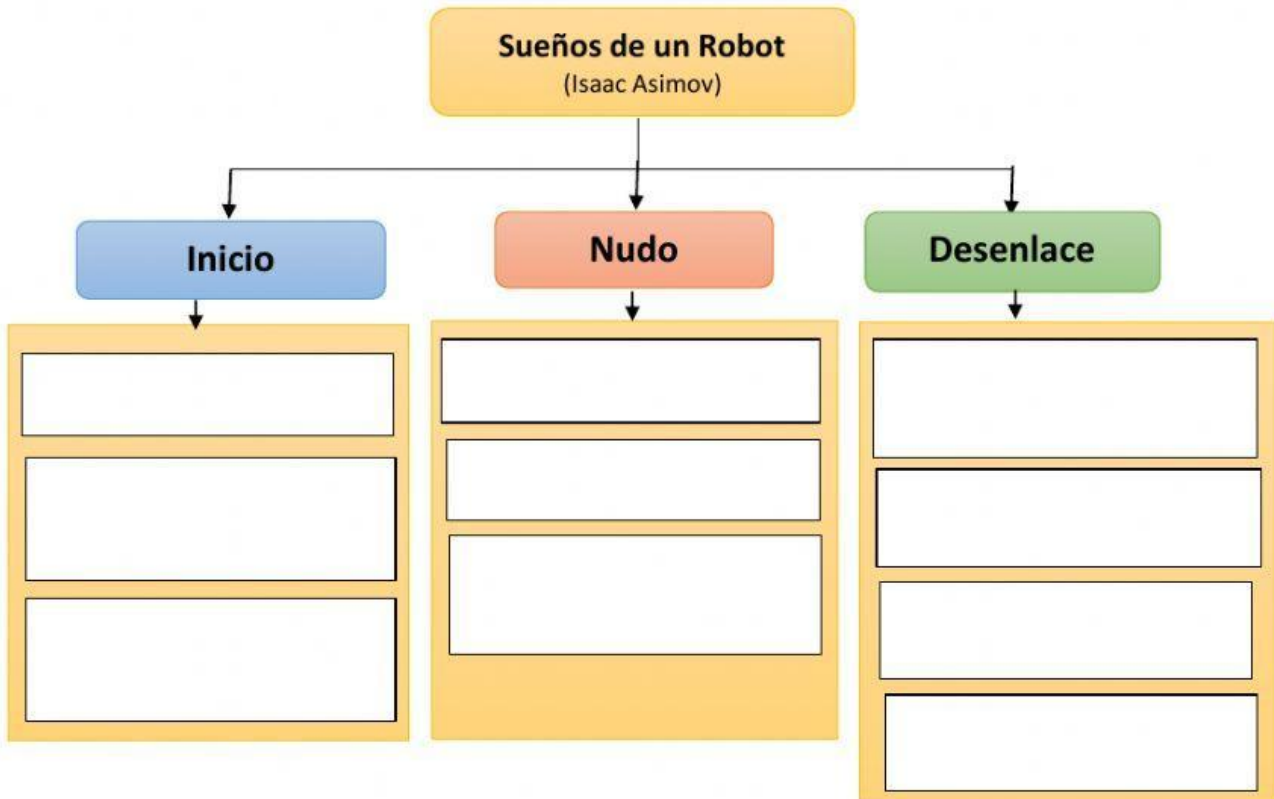 Sueños de un Robot
(Isaac Asimov)
Inicio
Nudo
Desenlace